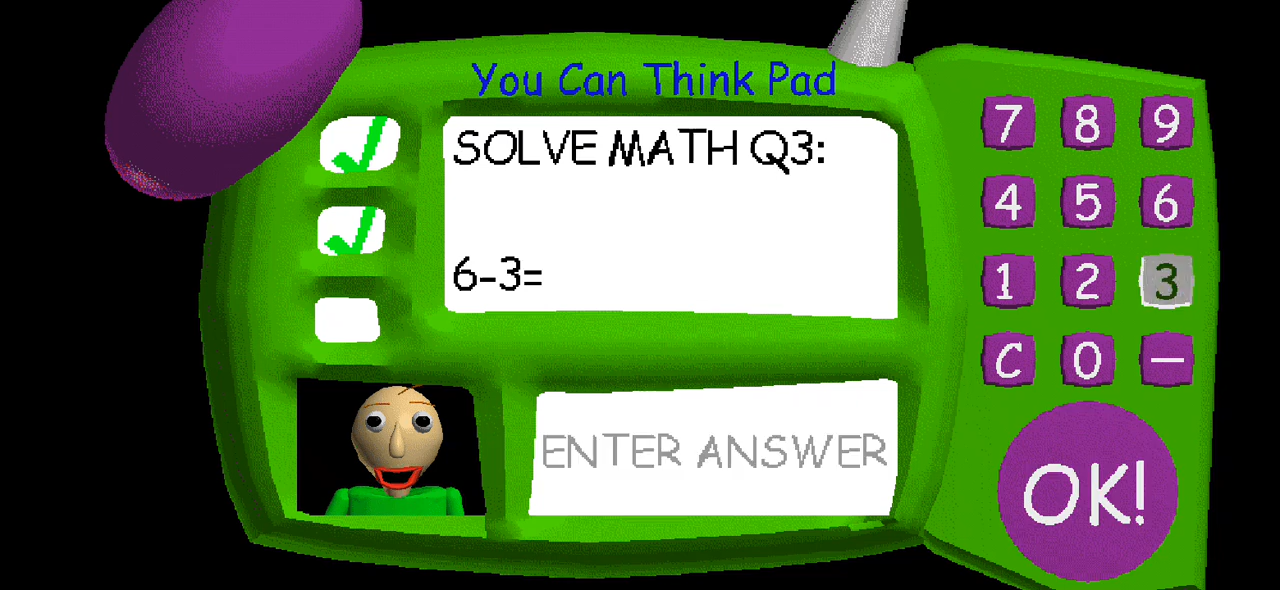 You Can Think Pad
SOLVE MATH Q3:
6-3=
ENTER ANSWER
7 8 9
4 5 6
1 2 3
C 0 —
OK!